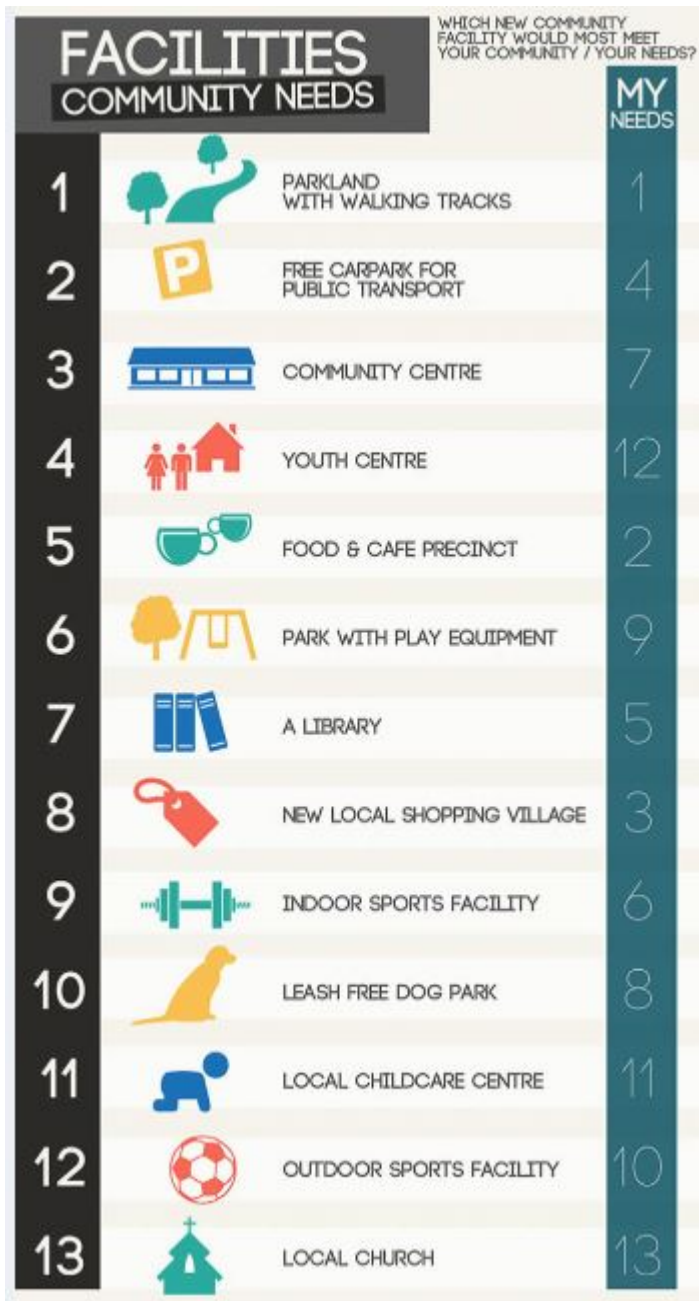 FACILITIES
COMMUNITY NEEDS
WHICH NEW COMMUNITY
FACILITY WOULD MOST MEET
YOUR COMMUNITY / YOUR NEEDS?
MY
NEEDS
1 PARKLAND
WITH WALKING TRACKS 1
2 P FREE CARPARK FOR
PUBLIC TRANSPORT 4
3 COMMUNITY CENTRE 7
4 YOUTH CENTRE 12
5 FOOD & CAFE PRECINCT 2
6 PARK WITH PLAY EQUIPMENT 9
7 A LIBRARY 5
8 NEW LOCAL SHOPPING VILLAGE 3
9 INDOOR SPORTS FACILITY 6
10 LEASH FREE DOG PARK 8
11 LOCAL CHILDCARE CENTRE 11
12 OUTDOOR SPORTS FACILITY 10
13 LOCAL CHURCH 13